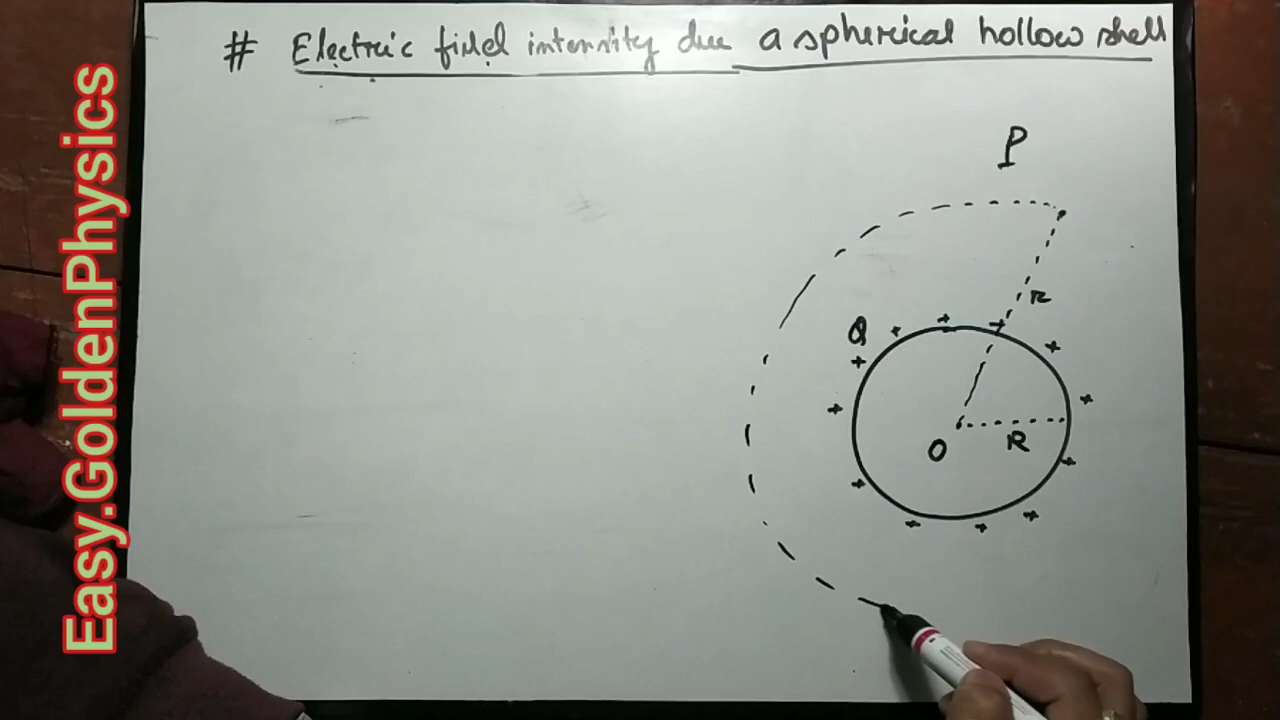 # Electric field intensity due a spherical hollow shell
P
r
Q
R
O
Easy.GoldenPhysics